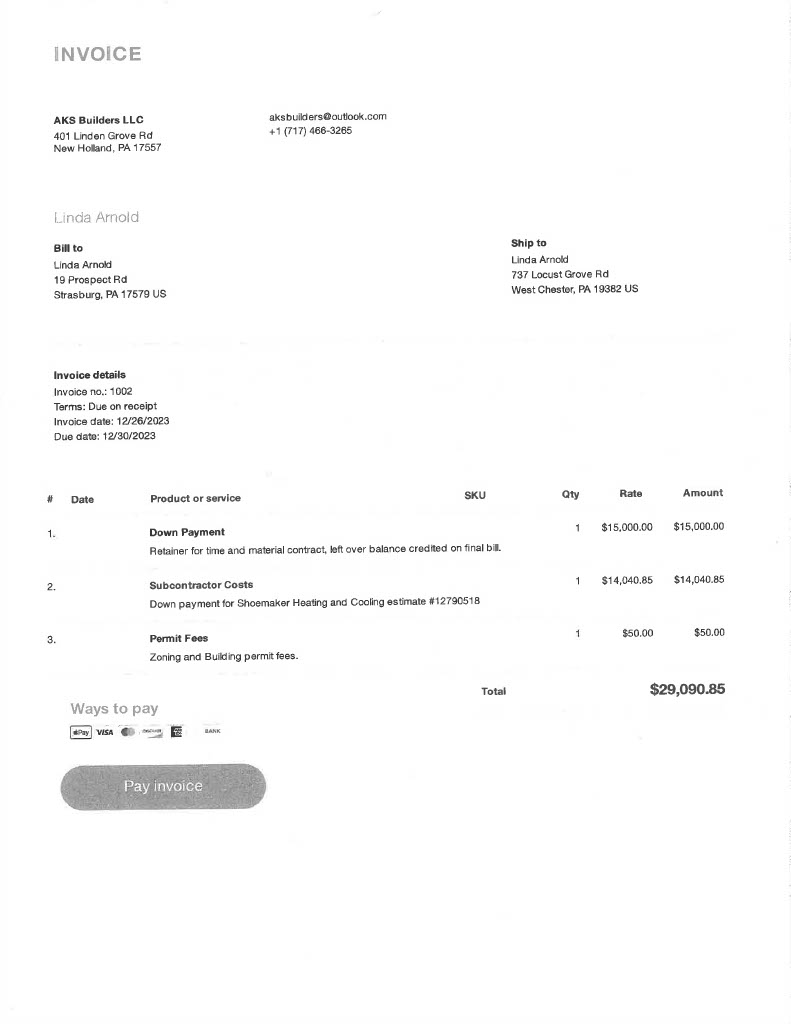 INVOICE
AKS Builders LLC
401 Linden Grove Rd
New Holland, PA 17557
aksbuilders@outlook.com
+1 (717) 466-3265
Linda Arnold
Bill to
Linda Arnold
19 Prospect Rd
Strasburg, PA 17579 US
Ship to
Linda Arnold
737 Locust Grove Rd
West Chester, PA 19382 US
Invoice details
Invoice no.: 1002
Terms: Due on receipt
Invoice date: 12/26/2023
Due date: 12/30/2023
# Date Product or service SKU Qty Rate Amount
1. Down Payment 1 $15,000.00 $15,000.00
Retainer for time and material contract, left over balance credited on final bill.
2. Subcontractor Costs 1 $14,040.85 $14,040.85
Down payment for Shoemaker Heating and Cooling estimate #12790518
3. Permit Fees 1 $50.00 $50.00
Zoning and Building permit fees.
Total $29,090.85
Ways to pay
Pay VISA BANK
Pay invoice